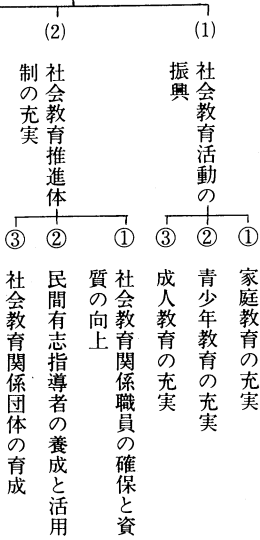 (1)
社会教育活動の
振興
①
家庭教育の充実
②
青少年教育の充実
③
成人教育の充実
(2)
社会教育推進体
制の充実
①
社会教育関係職員の確保と資
質の向上
②
民間有志指導者の養成と活用
③
社会教育関係団体の育成